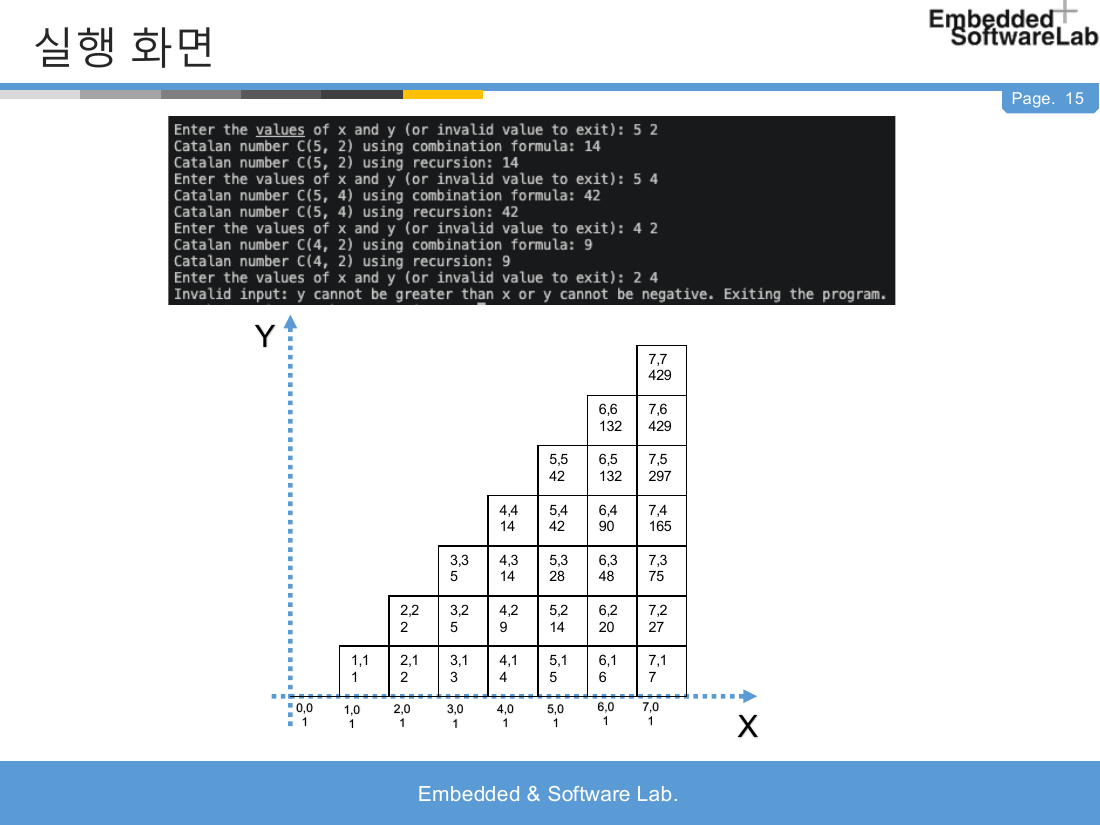 실행 화면
Embedded
SoftwareLab
Page. 15
Enter the values of x and y (or invalid value to exit): 5 2
Catalan number C(5, 2) using combination formula: 14
Catalan number C(5, 2) using recursion: 14
Enter the values of x and y (or invalid value to exit): 5 4
Catalan number C(5, 4) using combination formula: 42
Catalan number C(5, 4) using recursion: 42
Enter the values of x and y (or invalid value to exit): 4 2
Catalan number C(4, 2) using combination formula: 9
Catalan number C(4, 2) using recursion: 9
Enter the values of x and y (or invalid value to exit): 2 4
Invalid input: y cannot be greater than x or y cannot be negative. Exiting the program.
Y
7,7
429
6,6 7,6
132 429
5,5 6,5 7,5
42 132 297
4,4 5,4 6,4 7,4
14 42 90 165
3,3 4,3 5,3 6,3 7,3
5 14 28 48 75
2,2 3,2 4,2 5,2 6,2 7,2
2 5 9 14 20 27
1,1 2,1 3,1 4,1 5,1 6,1 7,1
1 2 3 4 5 6 7
0,0 1,0 2,0 3,0 4,0 5,0 6,0 7,0
1 1 1 1 1 1 1 1
X
Embedded & Software Lab.